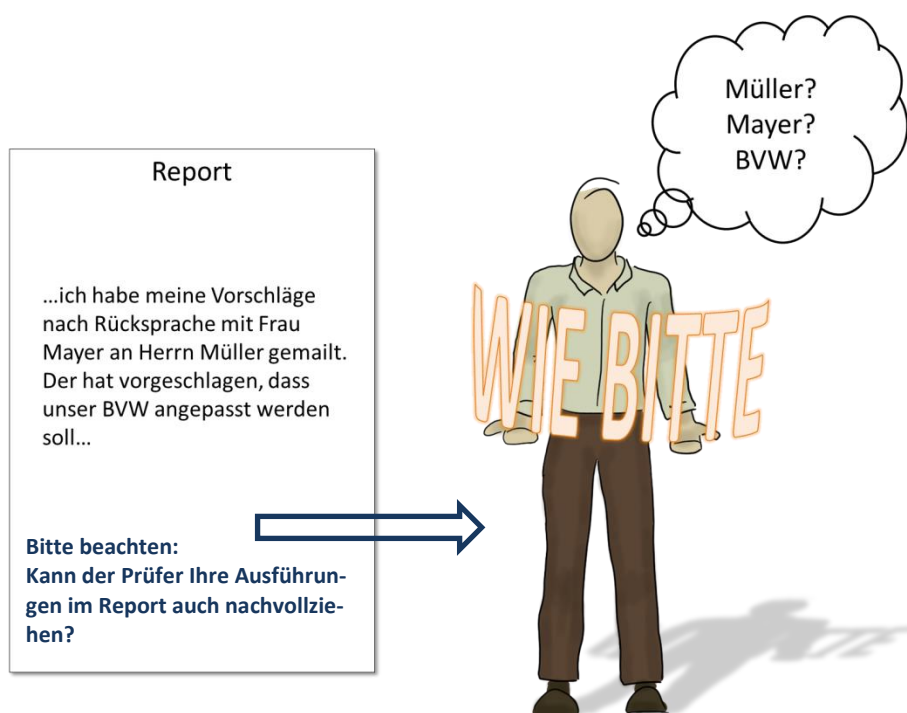 Report
...ich habe meine Vorschläge
nach Rücksprache mit Frau
Mayer an Herrn Müller gemailt.
Der hat vorgeschlagen, dass
unser BVW angepasst werden
soll...
Bitte beachten:
Kann der Prüfer Ihre Ausführun-
gen im Report auch nachvollzie-
hen?
Müller?
Mayer?
BVW?
WIE BITTE